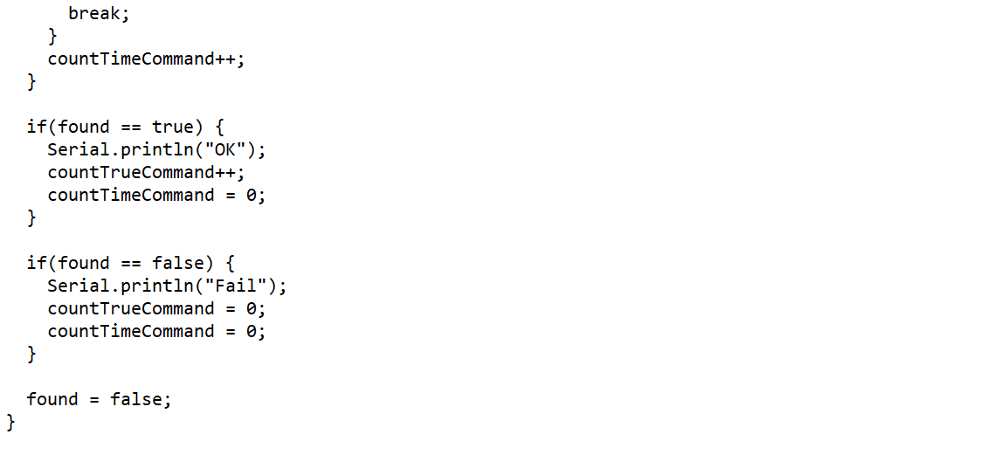 break;
    }
    countTimeCommand++;
  }

  if(found == true) {
    Serial.println("OK");
    countTrueCommand++;
    countTimeCommand = 0;
  }

  if(found == false) {
    Serial.println("Fail");
    countTrueCommand = 0;
    countTimeCommand = 0;
  }

  found = false;
}